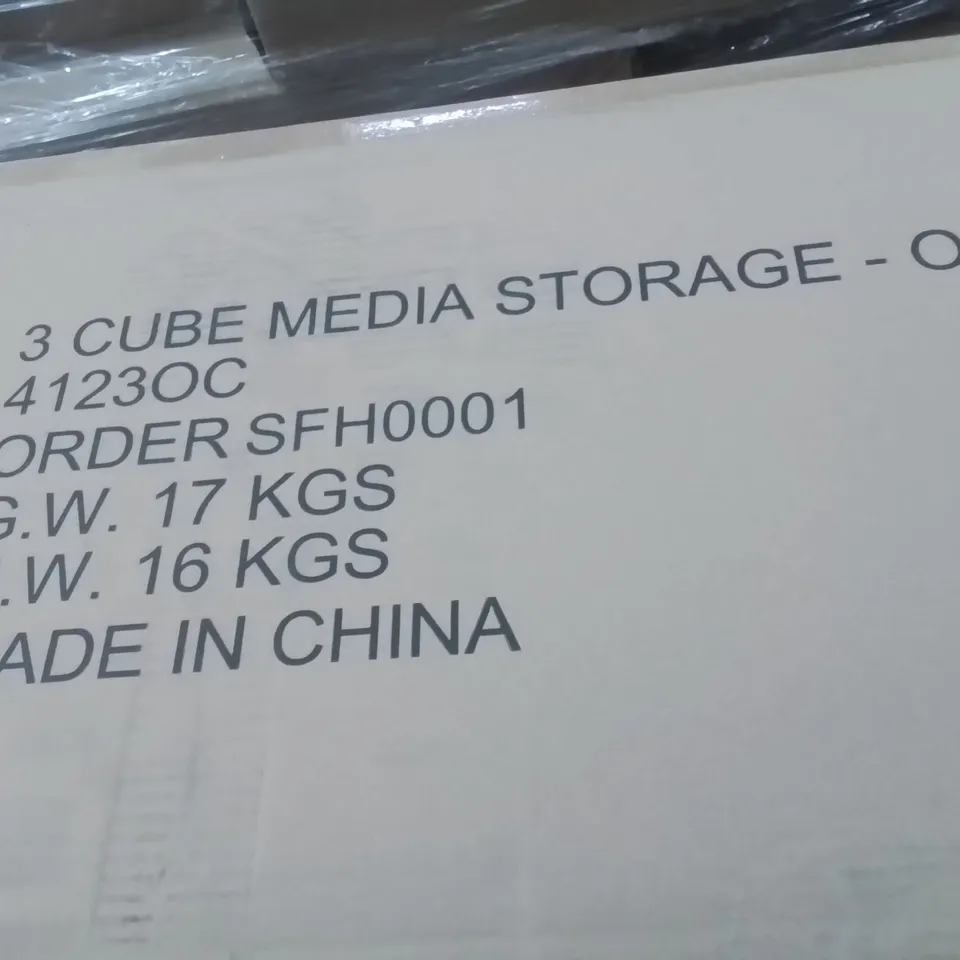 3 CUBE MEDIA STORAGE - O
4123OC
ORDER SFH0001
G.W. 17 KGS
.W. 16 KGS
ADE IN CHINA